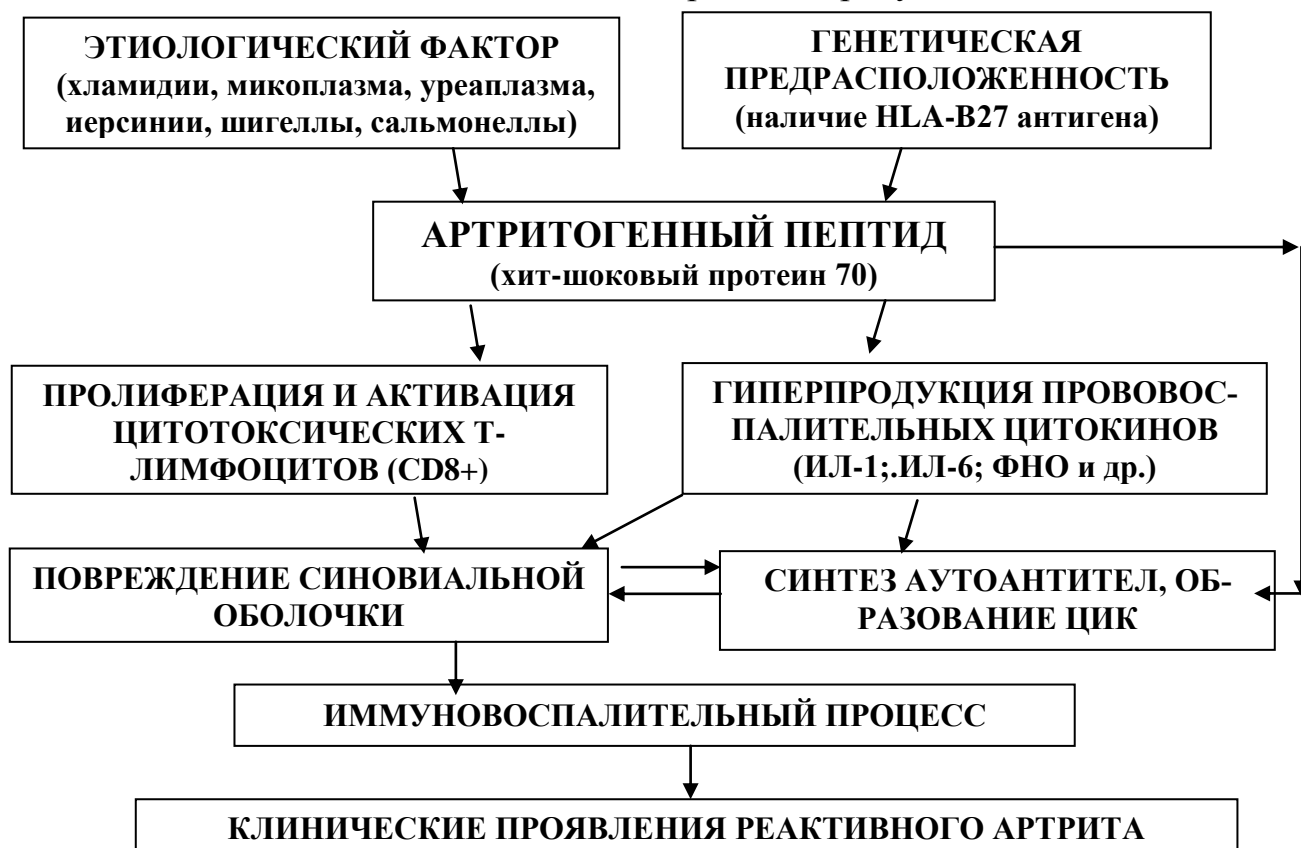 ЭТИОЛОГИЧЕСКИЙ ФАКТОР
(хламидии, микоплазма, уреаплазма,
иерсинии, шигеллы, сальмонеллы)
ГЕНЕТИЧЕСКАЯ
ПРЕДРАСПОЛОЖЕННОСТЬ
(наличие HLA-B27 антигена)
АРТРИТОГЕННЫЙ ПЕПТИД
(хит-шоковый протеин 70)
ПРОЛИФЕРАЦИЯ И АКТИВАЦИЯ
ЦИТОТОКСИЧЕСКИХ Т-
ЛИМФОЦИТОВ (CD8+)
ГИПЕРПРОДУКЦИЯ ПРОВОВОС-
ПАЛИТЕЛЬНЫХ ЦИТОКИНОВ
(ИЛ-1;.ИЛ-6; ФНО и др.)
ПОВРЕЖДЕНИЕ СИНОВИАЛЬНОЙ
ОБОЛОЧКИ
СИНТЕЗ АУТОАНТИТЕЛ, ОБ-
РАЗОВАНИЕ ЦИК
ИММУНОВОСПАЛИТЕЛЬНЫЙ ПРОЦЕСС
КЛИНИЧЕСКИЕ ПРОЯВЛЕНИЯ РЕАКТИВНОГО АРТРИТА